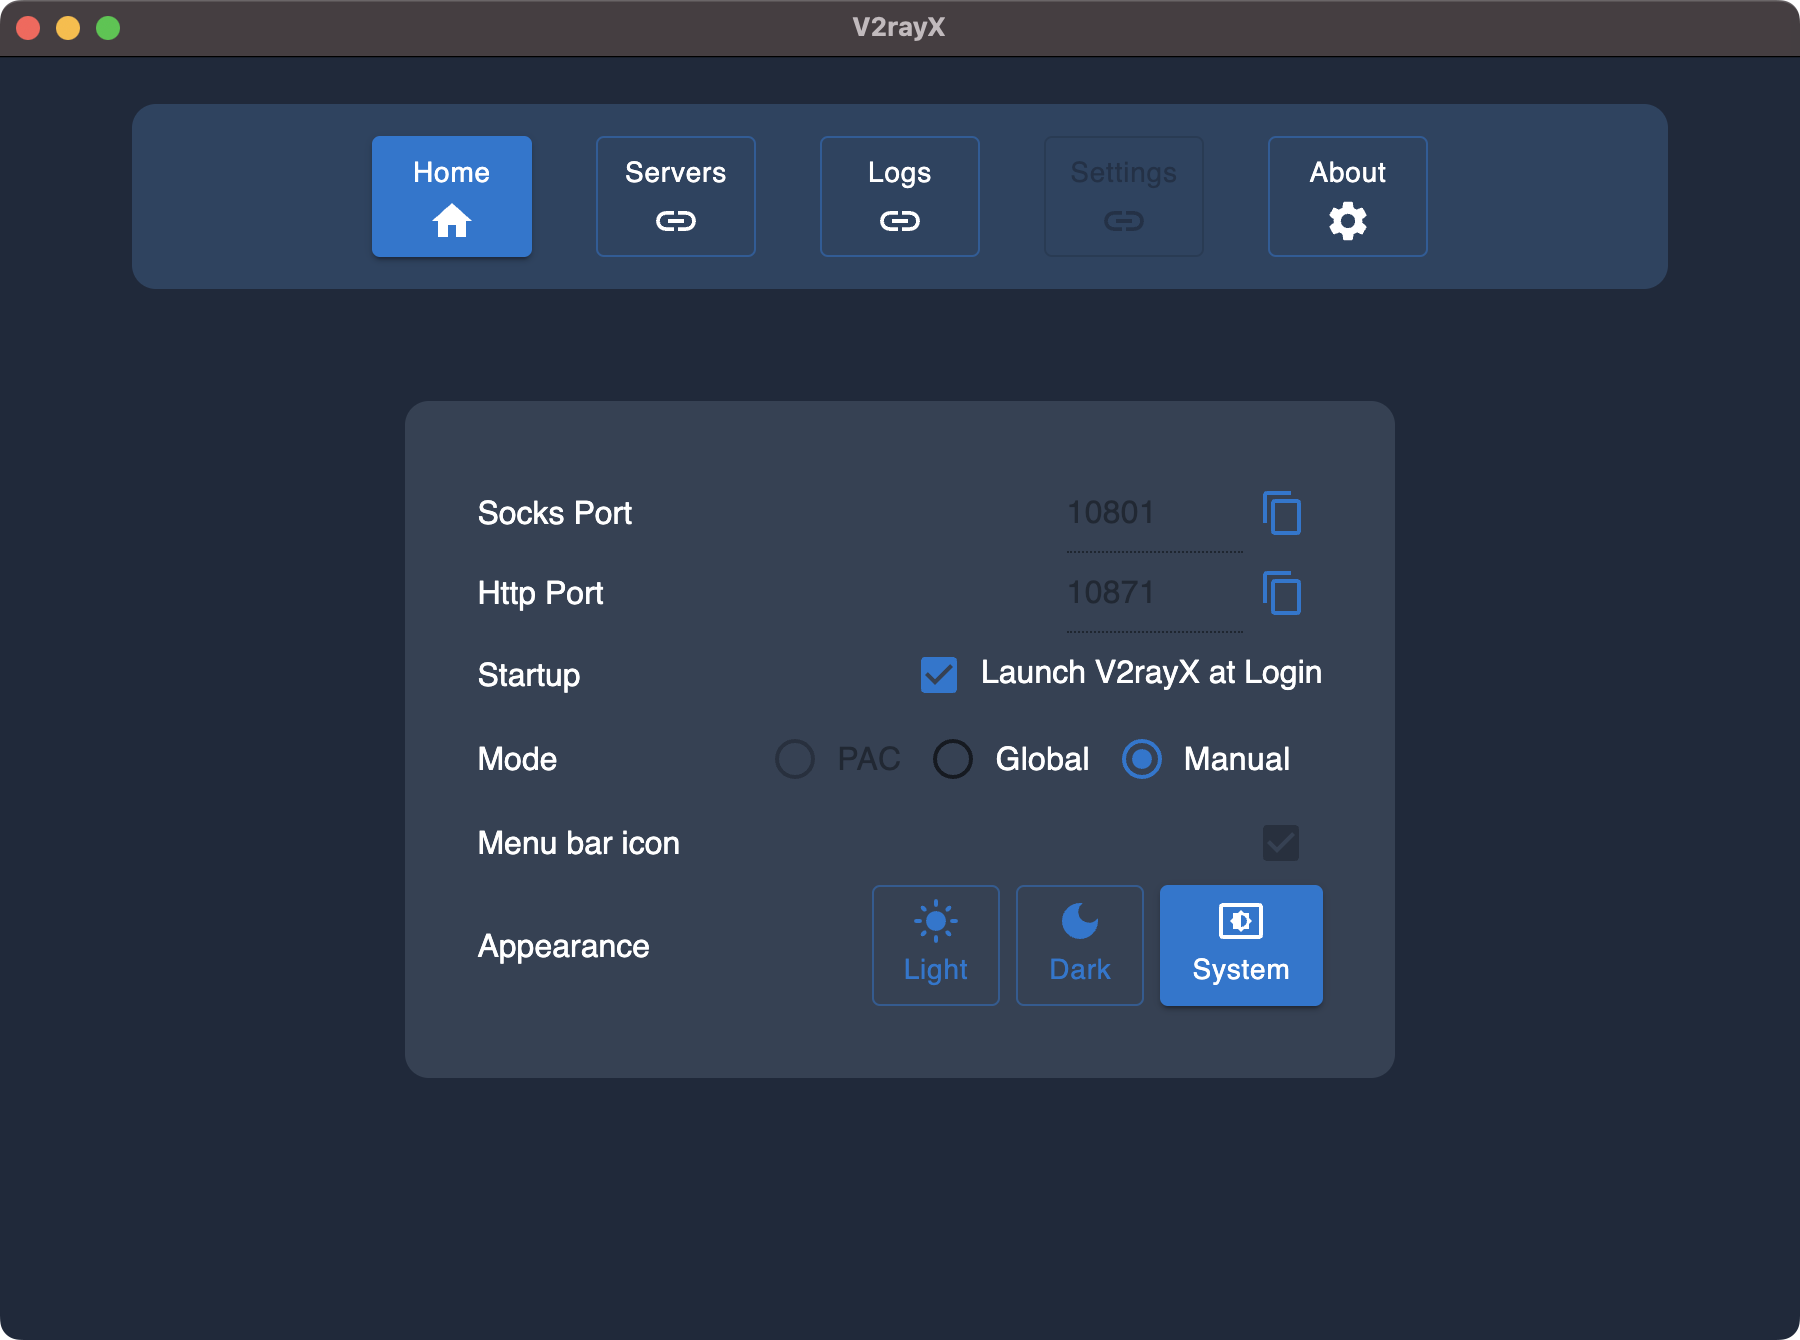 V2rayX
Home
Servers
Logs
Settings
About
Socks Port
10801
Http Port
10871
Startup
Launch V2rayX at Login
Mode
PAC
Global
Manual
Menu bar icon
Appearance
Light
Dark
System